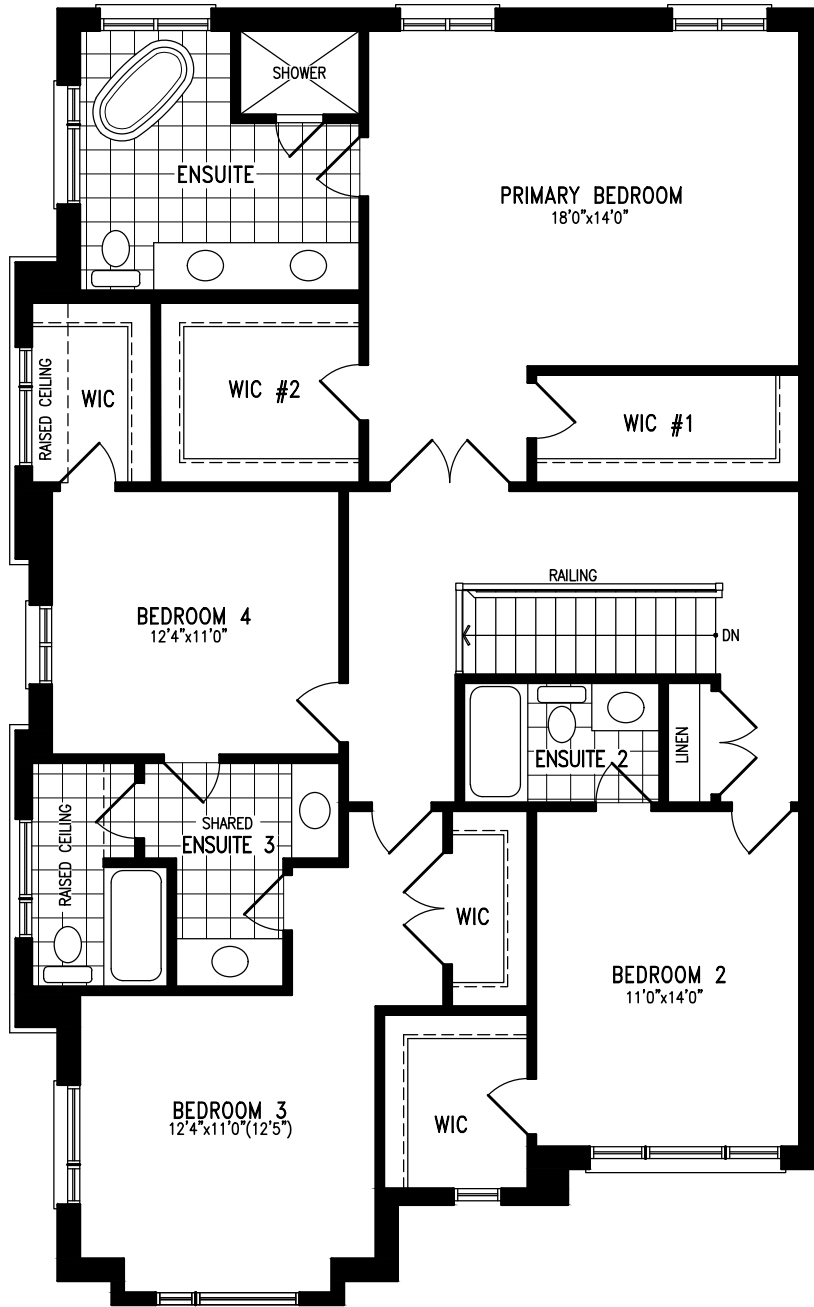 SHOWER
ENSUITE
PRIMARY BEDROOM
18'0"x14'0"
RAISED CEILING
WIC
WIC #2
WIC #1
RAILING
DN
BEDROOM 4
12'4"x11'0"
ENSUITE 2
LINEN
RAISED CEILING
SHARED
ENSUITE 3
WIC
BEDROOM 2
11'0"x14'0"
BEDROOM 3
12'4"x11'0"(12'5")
WIC